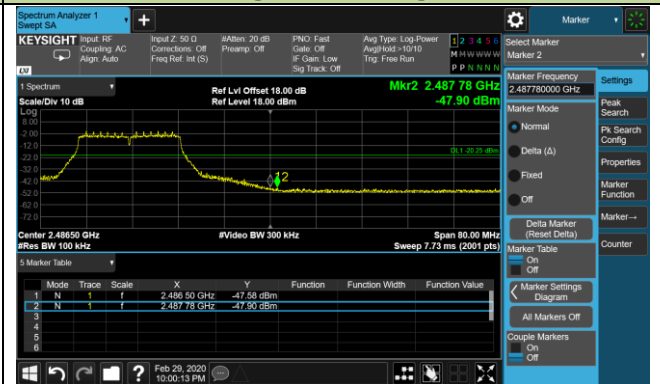 Spectrum Analyzer 1
Swept SA
+
Marker
KEYSIGHT Input: RF Input Z: 50 Ω #Atten: 20 dB PNO: Fast Avg Type: Log-Power 1 2 3 4 5 6
Coupling: AC Corrections: Off Preamp: Off Gate: Off Avg|Hold:>10/10 M M W W W W
Align: Auto Freq Ref: Int (S) IF Gain: Low Trig: Free Run P P N N N N
Sig Track: Off
LXI
Select Marker
Marker 2
1 Spectrum
Scale/Div 10 dB
Log
Ref Lvl Offset 18.00 dB
Ref Level 18.00 dBm
Mkr2 2.487 78 GHz
-47.90 dBm
8.00
-2.00
-12.0
-22.0
-32.0
-42.0
-52.0
-62.0
-72.0
DL1 -20.25 dBm
12
Center 2.48650 GHz #Video BW 300 kHz Span 80.00 MHz
#Res BW 100 kHz Sweep 7.73 ms (2001 pts)
5 Marker Table
Mode Trace Scale X Y Function Function Width Function Value
1 N 1 f 2.486 50 GHz -47.58 dBm
2 N 1 f 2.487 78 GHz -47.90 dBm
3
4
5
6
Marker Frequency
2.487780000 GHz
Marker Mode
Normal
Delta (Δ)
Fixed
Off
Delta Marker
(Reset Delta)
Marker Table
On
Off
Marker Settings
Diagram
All Markers Off
Couple Markers
On
Off
Settings
Peak
Search
Pk Search
Config
Properties
Marker
Function
Marker→
Counter
?
Feb 29, 2020
10:00:13 PM